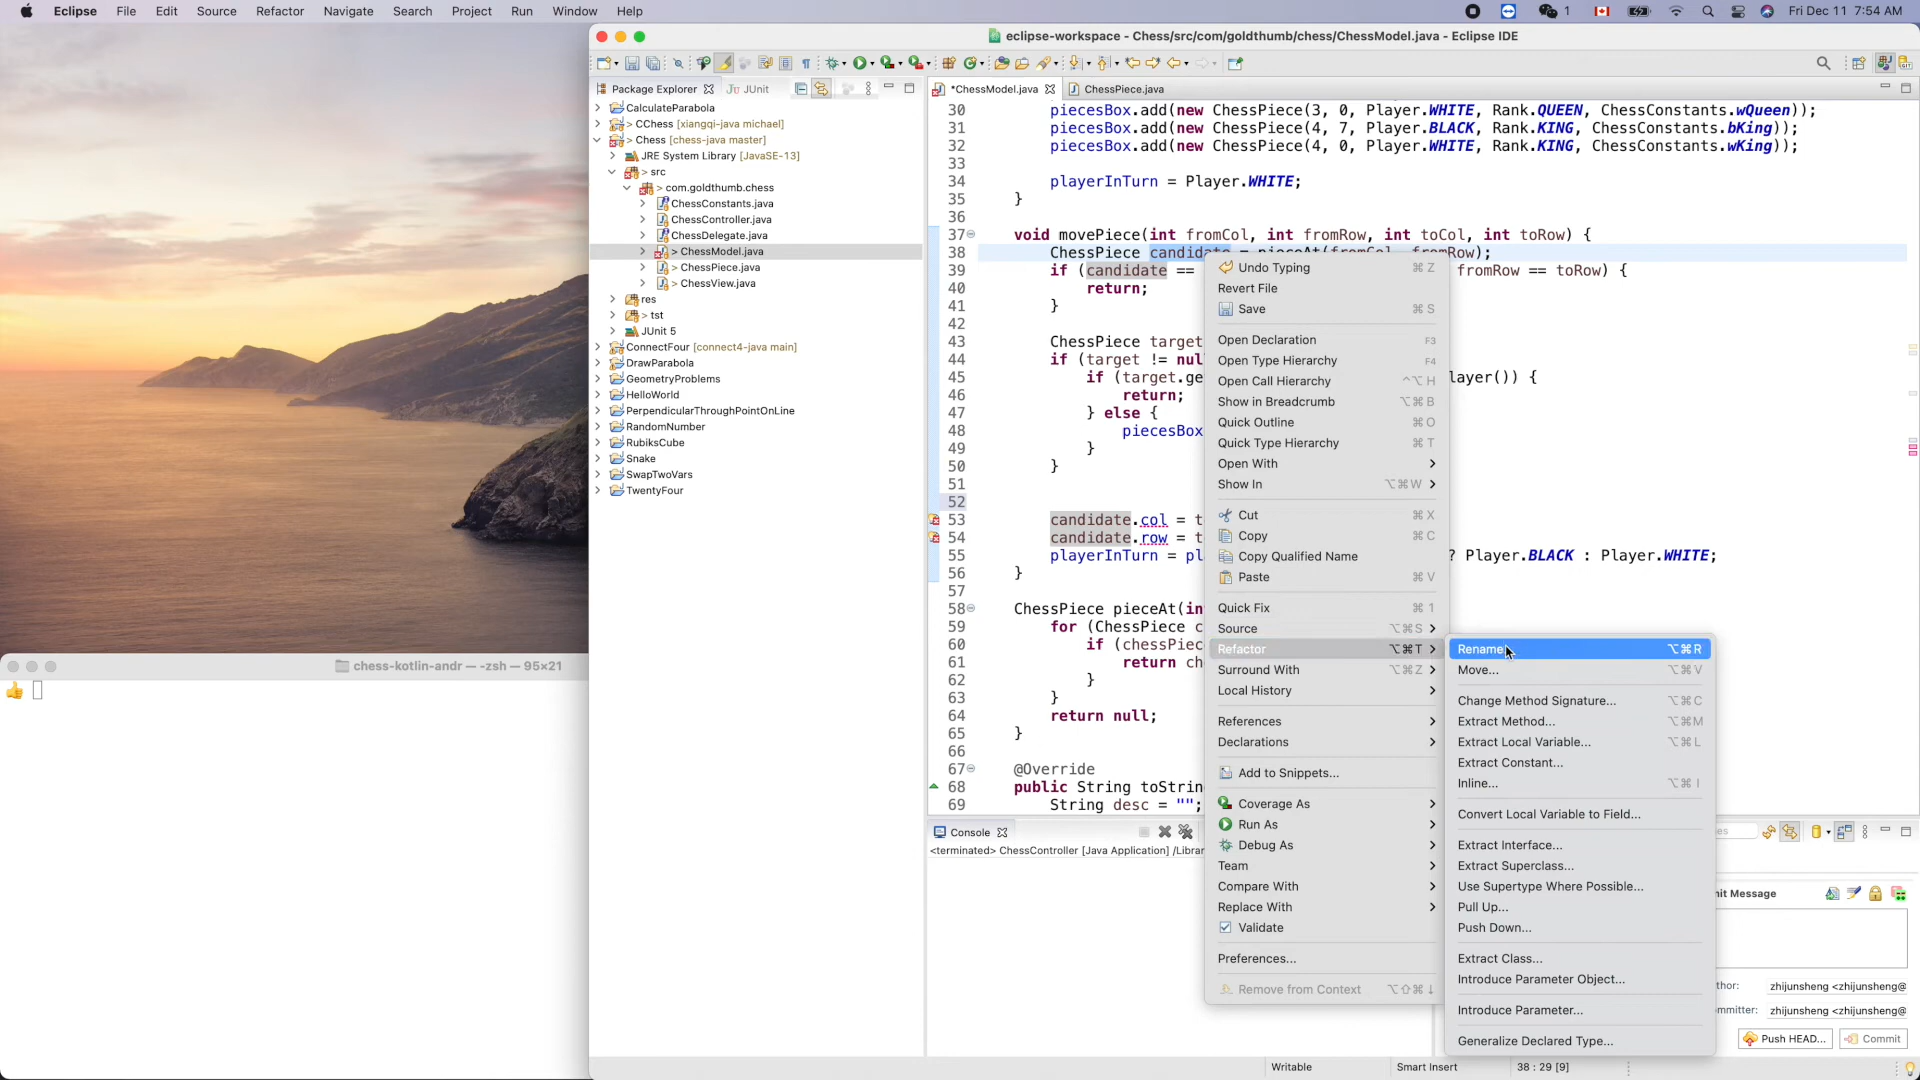 Eclipse File Edit Source Refactor Navigate Search Project Run Window Help
1
Fri Dec 11 7:54 AM
eclipse-workspace - Chess/src/com/goldthumb/chess/ChessModel.java - Eclipse IDE
Package Explorer
JUnit
*ChessModel.java
ChessPiece.java
CalculateParabola
> CChess [xiangqi-java michael]
> Chess [chess-java master]
JRE System Library [JavaSE-13]
> src
> com.goldthumb.chess
ChessConstants.java
ChessController.java
ChessDelegate.java
> ChessModel.java
> ChessPiece.java
> ChessView.java
res
> tst
JUnit 5
ConnectFour [connect4-java main]
DrawParabola
GeometryProblems
HelloWorld
PerpendicularThroughPointOnLine
RandomNumber
RubiksCube
Snake
SwapTwoVars
TwentyFour
chess-kotlin-andr — -zsh — 95×21
30 piecesBox.add(new ChessPiece(3, 0, Player.WHITE, Rank.QUEEN, ChessConstants.wQueen));
31 piecesBox.add(new ChessPiece(4, 7, Player.BLACK, Rank.KING, ChessConstants.bKing));
32 piecesBox.add(new ChessPiece(4, 0, Player.WHITE, Rank.KING, ChessConstants.wKing));
33
34 playerInTurn = Player.WHITE;
35 }
36
37 void movePiece(int fromCol, int fromRow, int toCol, int toRow) {
38 ChessPiece candidate = pieceAt(fromCol, fromRow);
39 if (candidate == fromRow == toRow) {
40 return;
41 }
42
43 ChessPiece target
44 if (target != nul
45 if (target.ge layer()) {
46 return;
47 } else {
48 piecesBox
49 }
50 }
51
52
53 candidate.col = t
54 candidate.row = t
55 playerInTurn = pl ? Player.BLACK : Player.WHITE;
56 }
57
58 ChessPiece pieceAt(in
59 for (ChessPiece c
60 if (chessPiec
61 return ch
62 }
63 }
64 return null;
65 }
66
67 @Override
68 public String toStrin
69 String desc = "";
Undo Typing ⌘Z
Revert File
Save ⌘S
Open Declaration F3
Open Type Hierarchy F4
Open Call Hierarchy ^⌥H
Show in Breadcrumb ⌥⌘B
Quick Outline ⌘O
Quick Type Hierarchy ⌘T
Open With
Show In ⌥⌘W
Cut ⌘X
Copy ⌘C
Copy Qualified Name
Paste ⌘V
Quick Fix ⌘1
Source ⌥⌘S
Refactor ⌥⌘T
Surround With ⌥⌘Z
Local History
References
Declarations
Add to Snippets...
Coverage As
Run As
Debug As
Team
Compare With
Replace With
Validate
Preferences...
Remove from Context ⌥⇧⌘↓
Rename ⌥⌘R
Move... ⌥⌘V
Change Method Signature... ⌥⌘C
Extract Method... ⌥⌘M
Extract Local Variable... ⌥⌘L
Extract Constant...
Inline... ⌥⌘I
Convert Local Variable to Field...
Extract Interface...
Extract Superclass...
Use Supertype Where Possible...
Pull Up...
Push Down...
Extract Class...
Introduce Parameter Object...
Introduce Parameter...
Generalize Declared Type...
Console
<terminated> ChessController [Java Application] /Librar
es
nit Message
thor: zhijunsheng <zhijunsheng@
mmitter: zhijunsheng <zhijunsheng@
Push HEAD... Commit
Writable Smart Insert 38 : 29 [9]